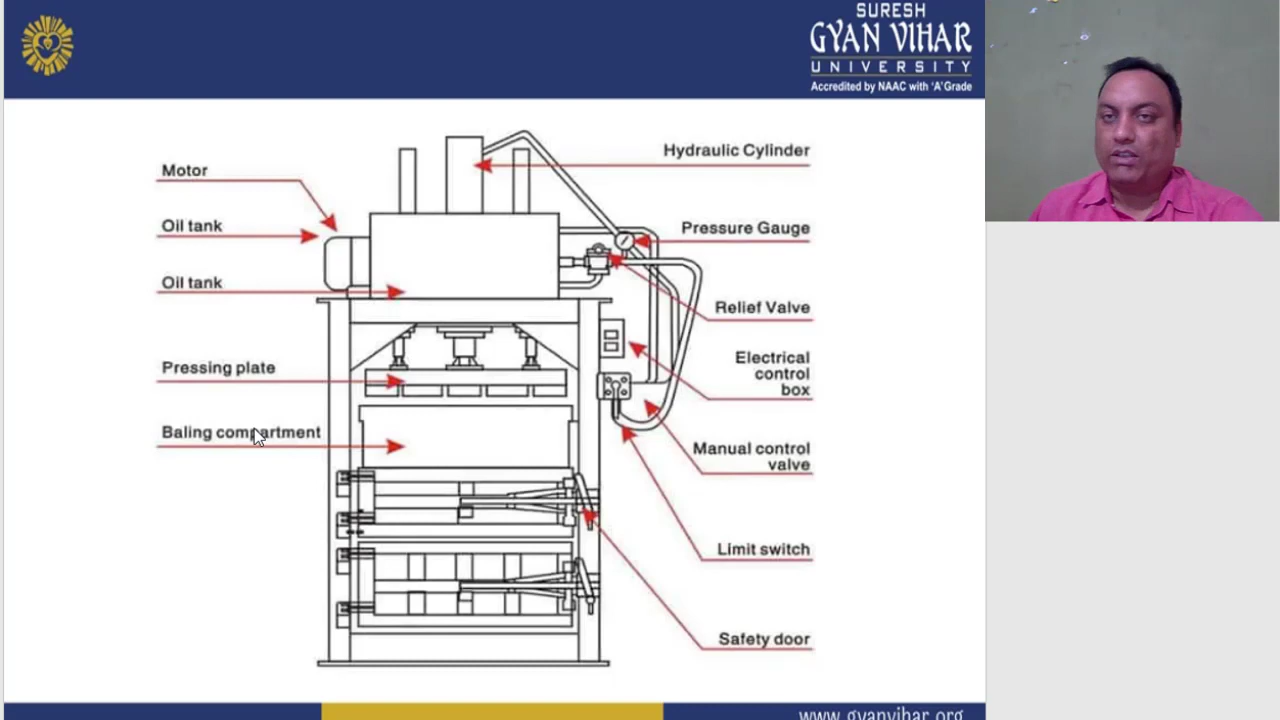 SURESH
GYAN VIHAR
UNIVERSITY
Accredited by NAAC with 'A' Grade
Motor
Oil tank
Oil tank
Pressing plate
Baling compartment
Hydraulic Cylinder
Pressure Gauge
Relief Valve
Electrical
control
box
Manual control
valve
Limit switch
Safety door
www.gyanvihar.org